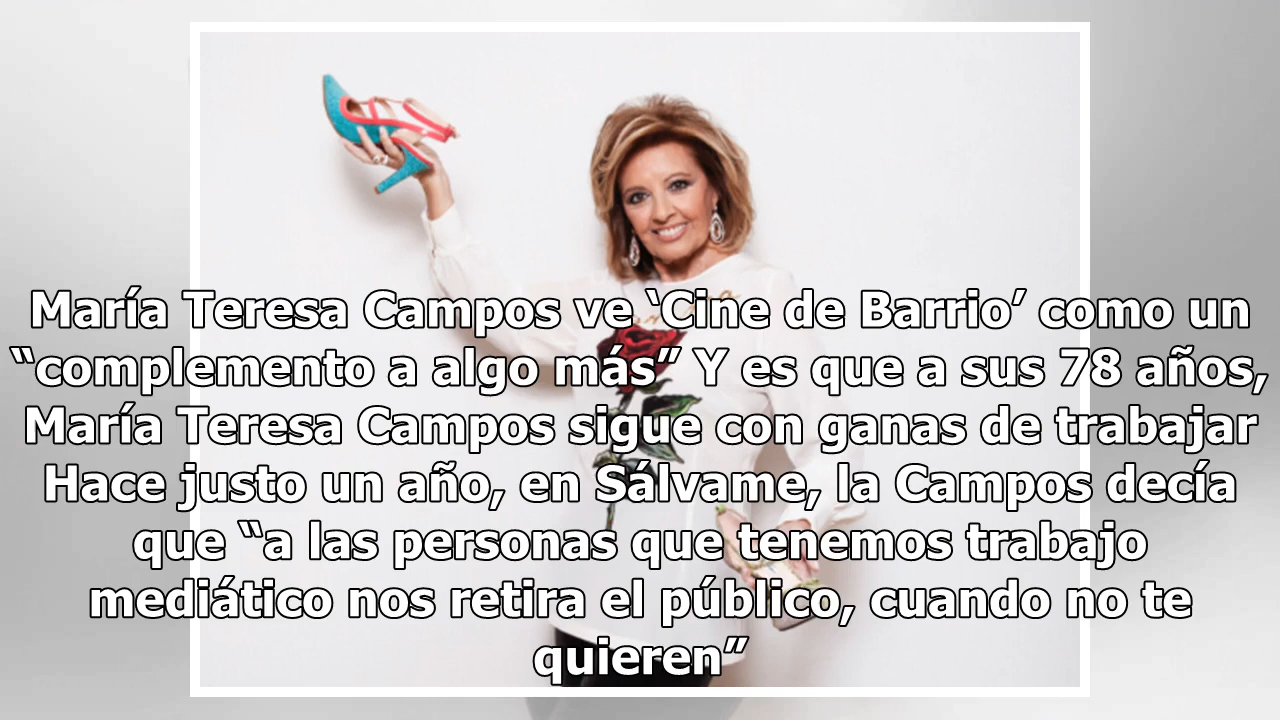 María Teresa Campos ve ‘Cine de Barrio’ como un
“complemento a algo más” Y es que a sus 78 años,
María Teresa Campos sigue con ganas de trabajar
Hace justo un año, en Sálvame, la Campos decía
que “a las personas que tenemos trabajo
mediático nos retira el público, cuando no te
quieren”